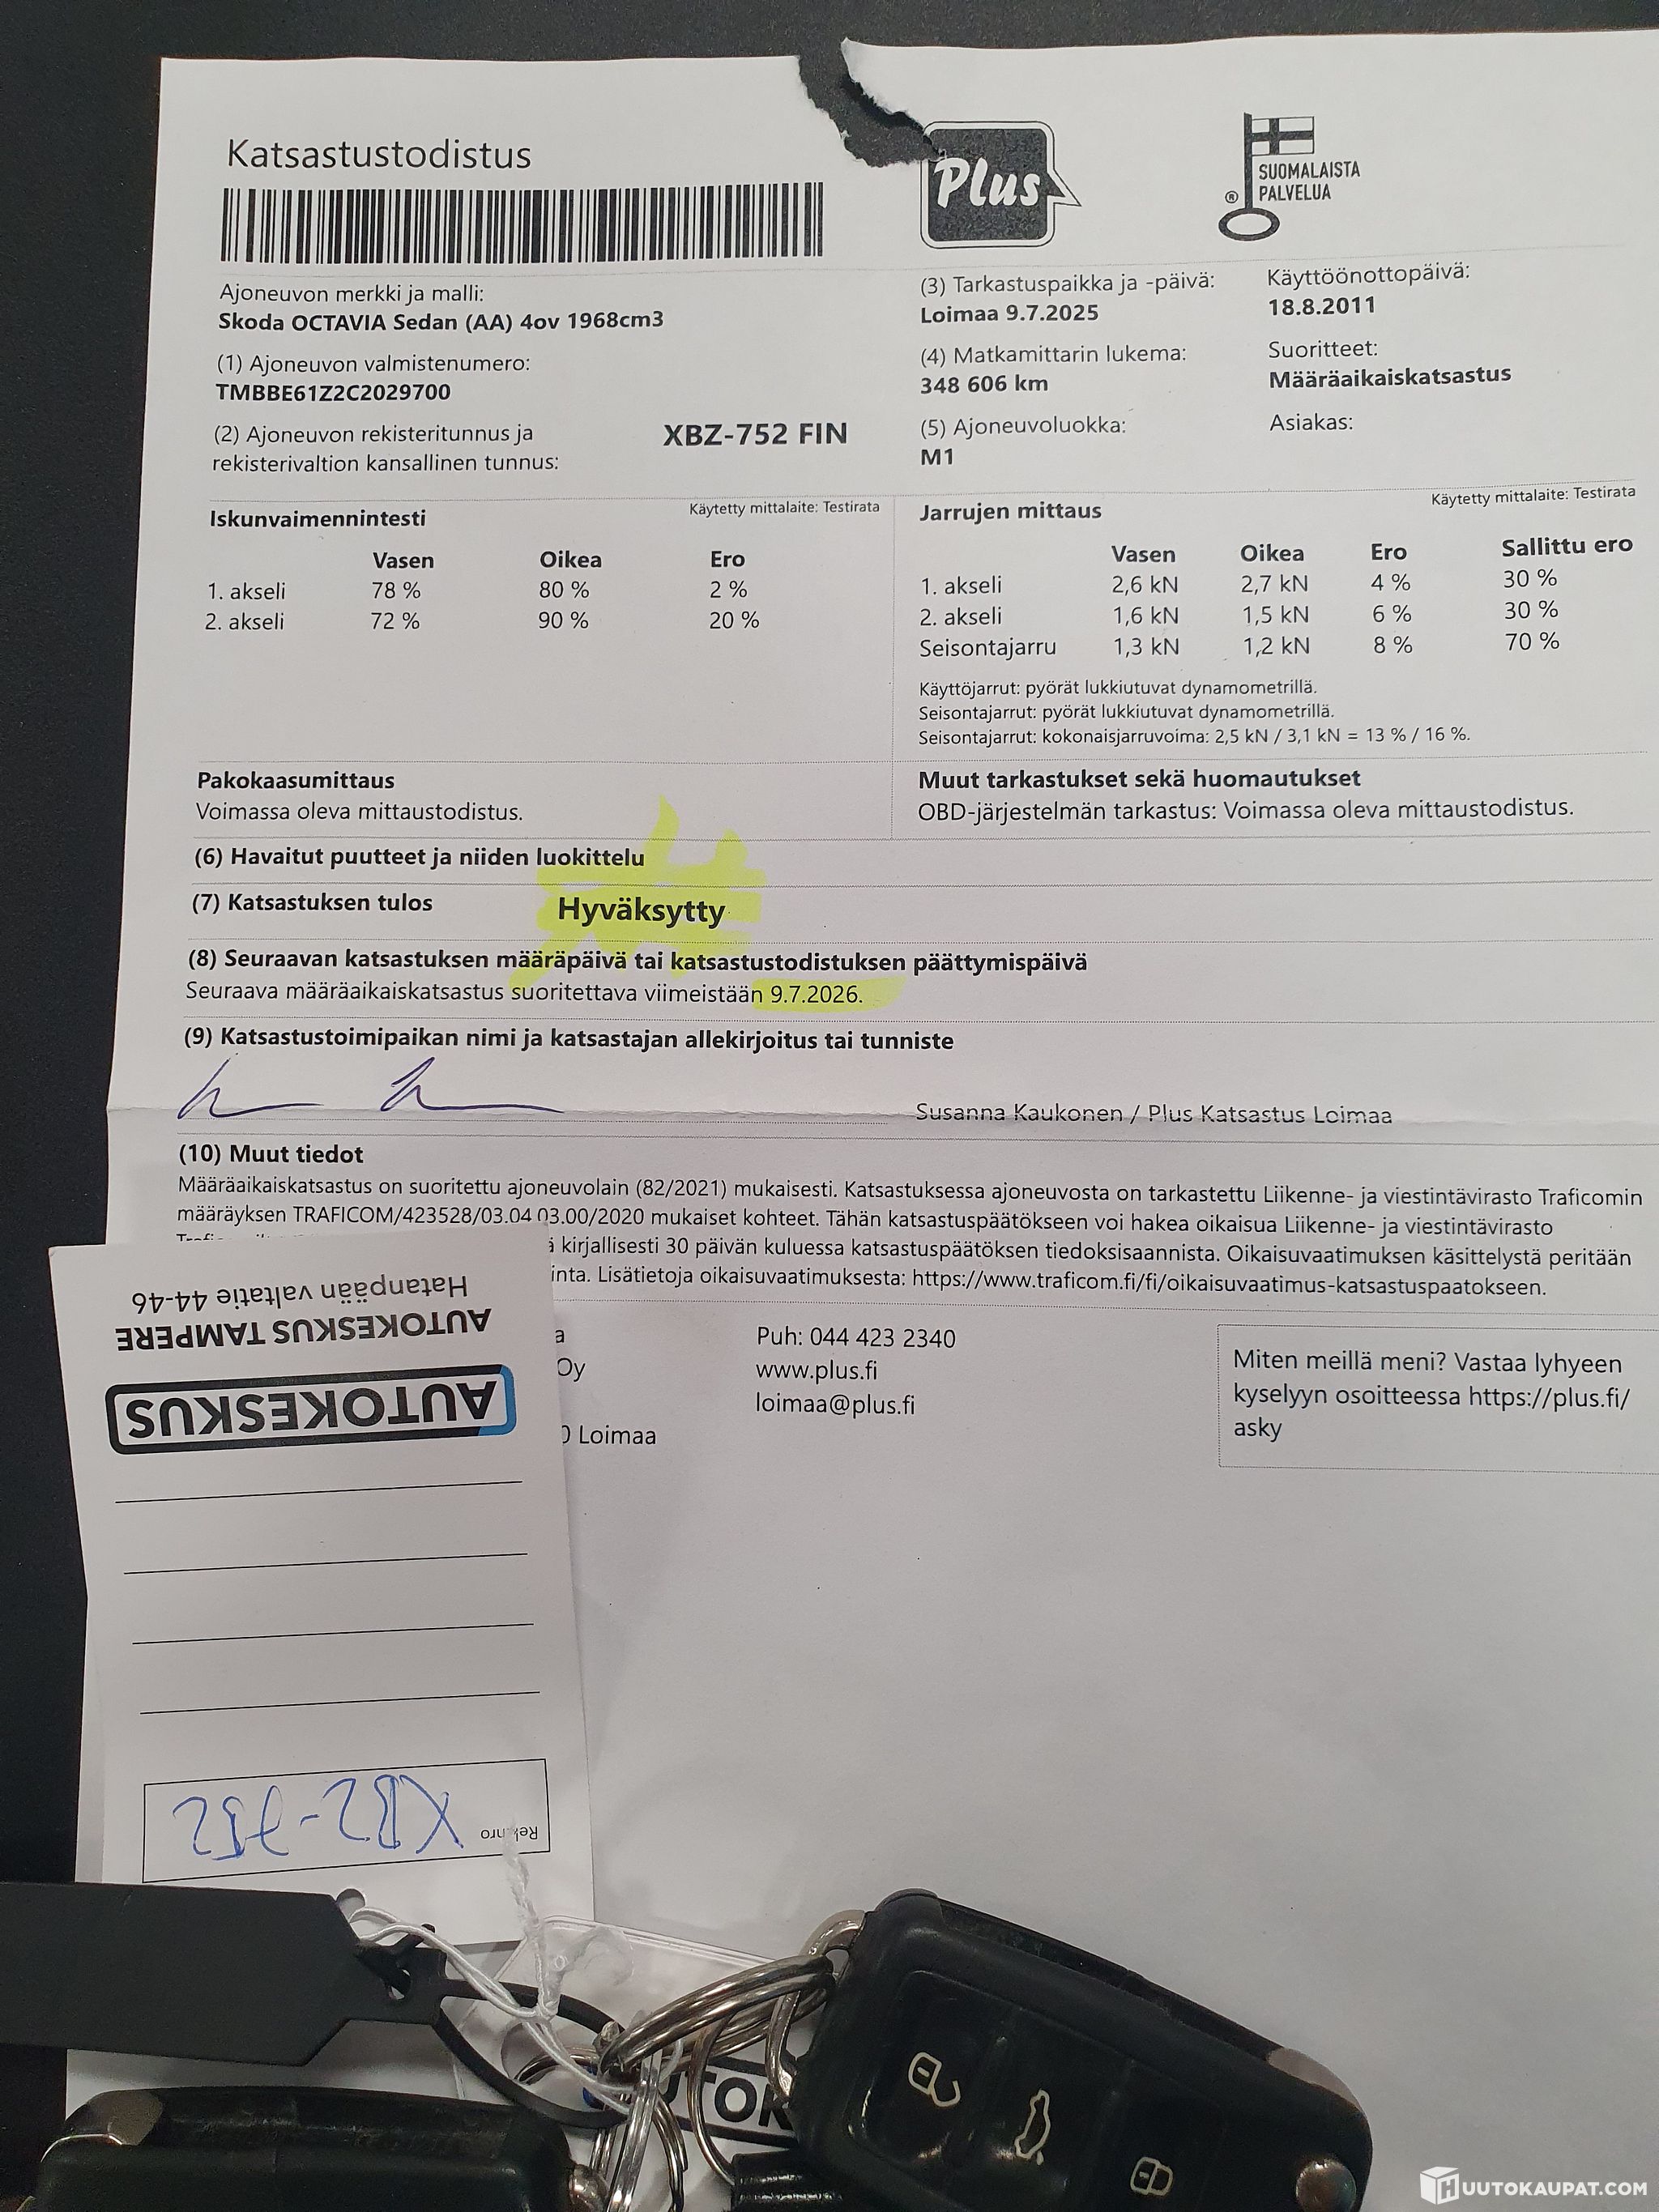 Katsastustodistus
Plus
SUOMALAISTA
PALVELUA
®
Ajoneuvon merkki ja malli:
Skoda OCTAVIA Sedan (AA) 4ov 1968cm3
(1) Ajoneuvon valmistenumero:
TMBBE61Z2C2029700
(2) Ajoneuvon rekisteritunnus ja
rekisterivaltion kansallinen tunnus:
XBZ-752 FIN
(3) Tarkastuspaikka ja -päivä:
Loimaa 9.7.2025
(4) Matkamittarin lukema:
348 606 km
(5) Ajoneuvoluokka:
M1
Käyttöönottopäivä:
18.8.2011
Suoritteet:
Määräaikaiskatsastus
Asiakas:
Iskunvaimennintesti Käytetty mittalaite: Testirata
Vasen Oikea Ero
1. akseli 78 % 80 % 2 %
2. akseli 72 % 90 % 20 %
Jarrujen mittaus Käytetty mittalaite: Testirata
Vasen Oikea Ero Sallittu ero
1. akseli 2,6 kN 2,7 kN 4 % 30 %
2. akseli 1,6 kN 1,5 kN 6 % 30 %
Seisontajarru 1,3 kN 1,2 kN 8 % 70 %
Käyttöjarrut: pyörät lukkiutuvat dynamometrillä.
Seisontajarrut: pyörät lukkiutuvat dynamometrillä.
Seisontajarrut: kokonaisjarruvoima: 2,5 kN / 3,1 kN = 13 % / 16 %.
Pakokaasumittaus
Voimassa oleva mittaustodistus.
Muut tarkastukset sekä huomautukset
OBD-järjestelmän tarkastus: Voimassa oleva mittaustodistus.
(6) Havaitut puutteet ja niiden luokittelu
(7) Katsastuksen tulos Hyväksytty
(8) Seuraavan katsastuksen määräpäivä tai katsastustodistuksen päättymispäivä
Seuraava määräaikaiskatsastus suoritettava viimeistään 9.7.2026.
(9) Katsastustoimipaikan nimi ja katsastajan allekirjoitus tai tunniste
Susanna Kaukonen / Plus Katsastus Loimaa
(10) Muut tiedot
Määräaikaiskatsastus on suoritettu ajoneuvolain (82/2021) mukaisesti. Katsastuksessa ajoneuvosta on tarkastettu Liikenne- ja viestintävirasto Traficomin
määräyksen TRAFICOM/423528/03.04.03.00/2020 mukaiset kohteet. Tähän katsastuspäätökseen voi hakea oikaisua Liikenne- ja viestintävirasto
kirjallisesti 30 päivän kuluessa katsastuspäätöksen tiedoksisaannista. Oikaisuvaatimuksen käsittelystä peritään
inta. Lisätietoja oikaisuvaatimuksesta: https://www.traficom.fi/fi/oikaisuvaatimus-katsastuspaatokseen.
a
Oy
0 Loimaa
Puh: 044 423 2340
www.plus.fi
loimaa@plus.fi
Miten meillä meni? Vastaa lyhyeen
kyselyyn osoitteessa https://plus.fi/
asky
Hatanpään valtatie 44-46
AUTOKESKUS TAMPERE
AUTOKESKUS
XBZ-752
UTOK
HUUTOKAUPAT.COM